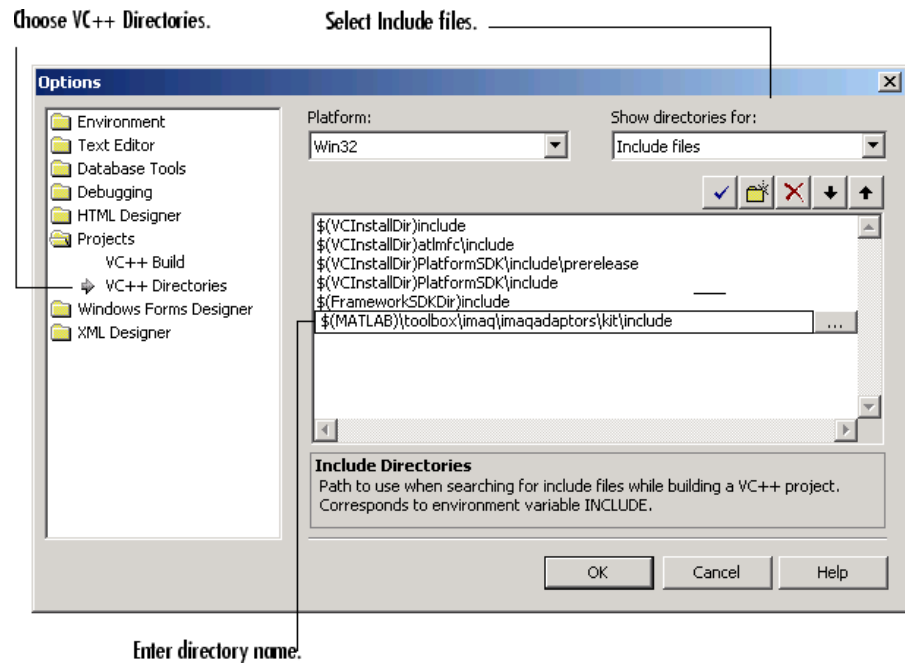 Choose VC++ Directories.
Select Include files.
Options
Environment
Text Editor
Database Tools
Debugging
HTML Designer
Projects
VC++ Build
VC++ Directories
Windows Forms Designer
XML Designer
Platform:
Win32
Show directories for:
Include files
$(VCInstallDir)include
$(VCInstallDir)atlmfc\include
$(VCInstallDir)PlatformSDK\include\prerelease
$(VCInstallDir)PlatformSDK\include
$(FrameworkSDKDir)include
$(MATLAB)\toolbox\imaq\imaqadaptors\kit\include
...
Include Directories
Path to use when searching for include files while building a VC++ project.
Corresponds to environment variable INCLUDE.
OK
Cancel
Help
Enter directory name.